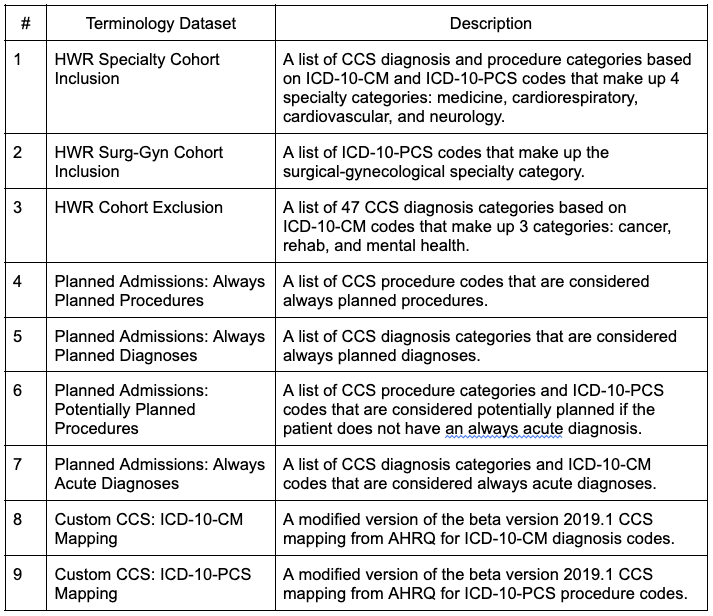 # Terminology Dataset Description
1 HWR Specialty Cohort Inclusion
A list of CCS diagnosis and procedure categories based
on ICD-10-CM and ICD-10-PCS codes that make up 4
specialty categories: medicine, cardiorespiratory,
cardiovascular, and neurology.
2 HWR Surg-Gyn Cohort
Inclusion
A list of ICD-10-PCS codes that make up the
surgical-gynecological specialty category.
3 HWR Cohort Exclusion
A list of 47 CCS diagnosis categories based on
ICD-10-CM codes that make up 3 categories: cancer,
rehab, and mental health.
4 Planned Admissions: Always
Planned Procedures
A list of CCS procedure codes that are considered
always planned procedures.
5 Planned Admissions: Always
Planned Diagnoses
A list of CCS diagnosis categories that are considered
always planned diagnoses.
6 Planned Admissions:
Potentially Planned
Procedures
A list of CCS procedure categories and ICD-10-PCS
codes that are considered potentially planned if the
patient does not have an always acute diagnosis.
7 Planned Admissions: Always
Acute Diagnoses
A list of CCS diagnosis categories and ICD-10-CM
codes that are considered always acute diagnoses.
8 Custom CCS: ICD-10-CM
Mapping
A modified version of the beta version 2019.1 CCS
mapping from AHRQ for ICD-10-CM diagnosis codes.
9 Custom CCS: ICD-10-PCS
Mapping
A modified version of the beta version 2019.1 CCS
mapping from AHRQ for ICD-10-PCS procedure codes.